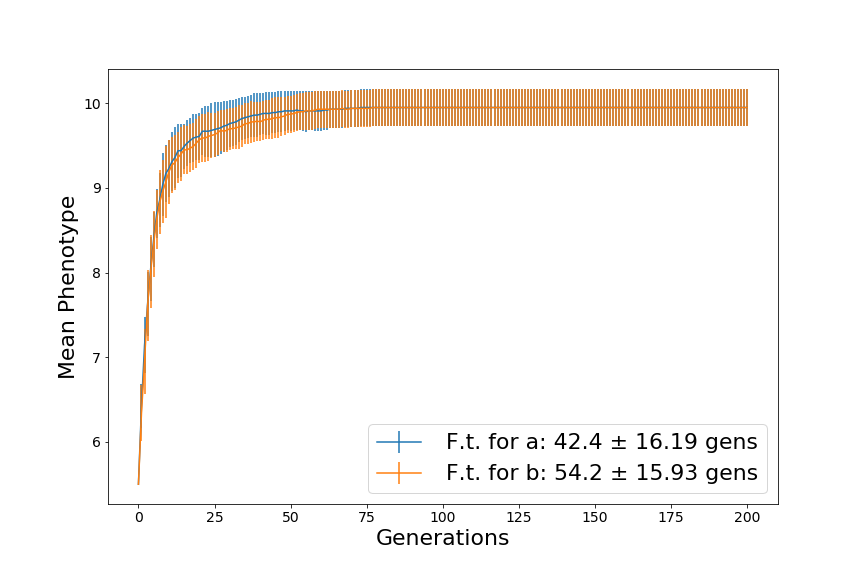 10
9
8
7
6
Mean Phenotype
F.t. for a: 42.4 ± 16.19 gens
F.t. for b: 54.2 ± 15.93 gens
0 25 50 75 100 125 150 175 200
Generations